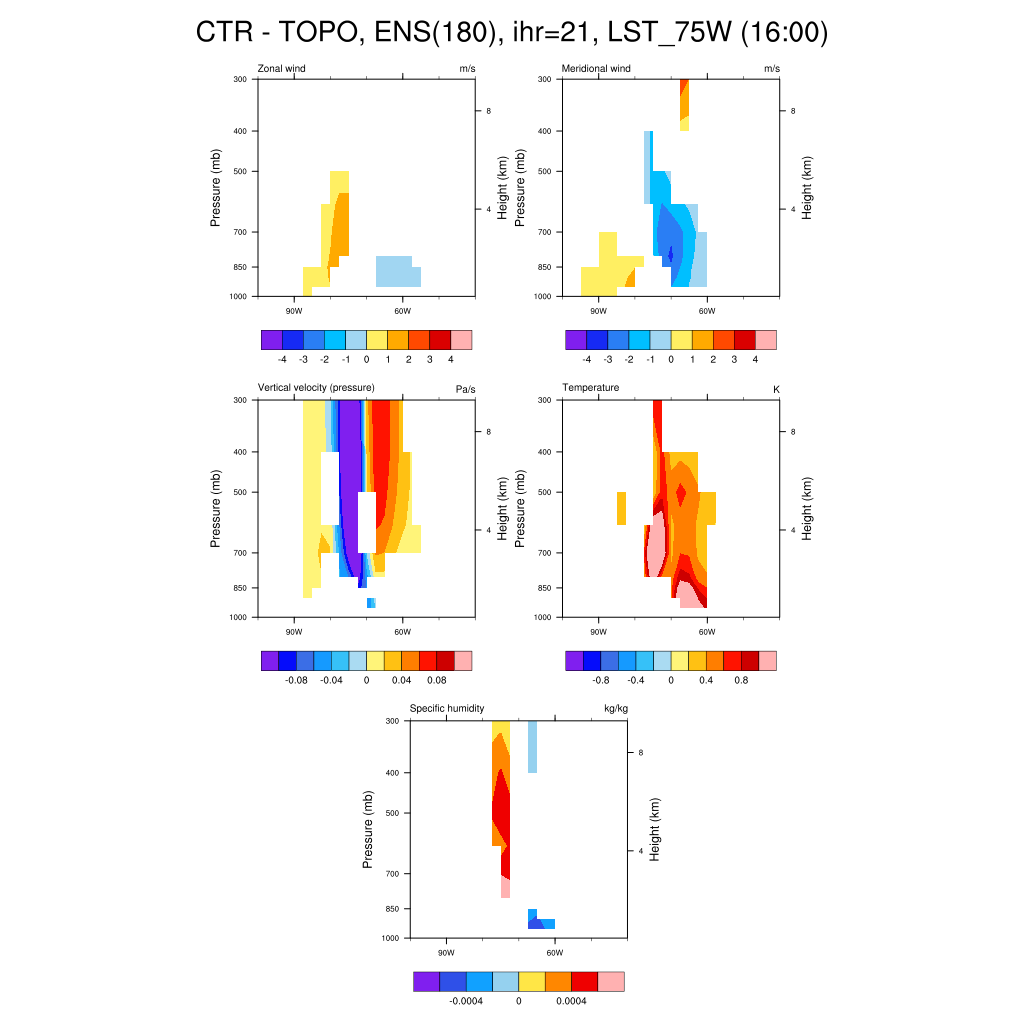 CTR - TOPO, ENS(180), ihr=21, LST_75W (16:00)
Zonal wind m/s
Pressure (mb)
300
400
500
700
850
1000
8
4
Height (km)
90W 60W
-4 -3 -2 -1 0 1 2 3 4
Meridional wind m/s
Pressure (mb)
300
400
500
700
850
1000
8
4
Height (km)
90W 60W
-4 -3 -2 -1 0 1 2 3 4
Vertical velocity (pressure) Pa/s
Pressure (mb)
300
400
500
700
850
1000
8
4
Height (km)
90W 60W
-0.08 -0.04 0 0.04 0.08
Temperature K
Pressure (mb)
300
400
500
700
850
1000
8
4
Height (km)
90W 60W
-0.8 -0.4 0 0.4 0.8
Specific humidity kg/kg
Pressure (mb)
300
400
500
700
850
1000
8
4
Height (km)
90W 60W
-0.0004 0 0.0004